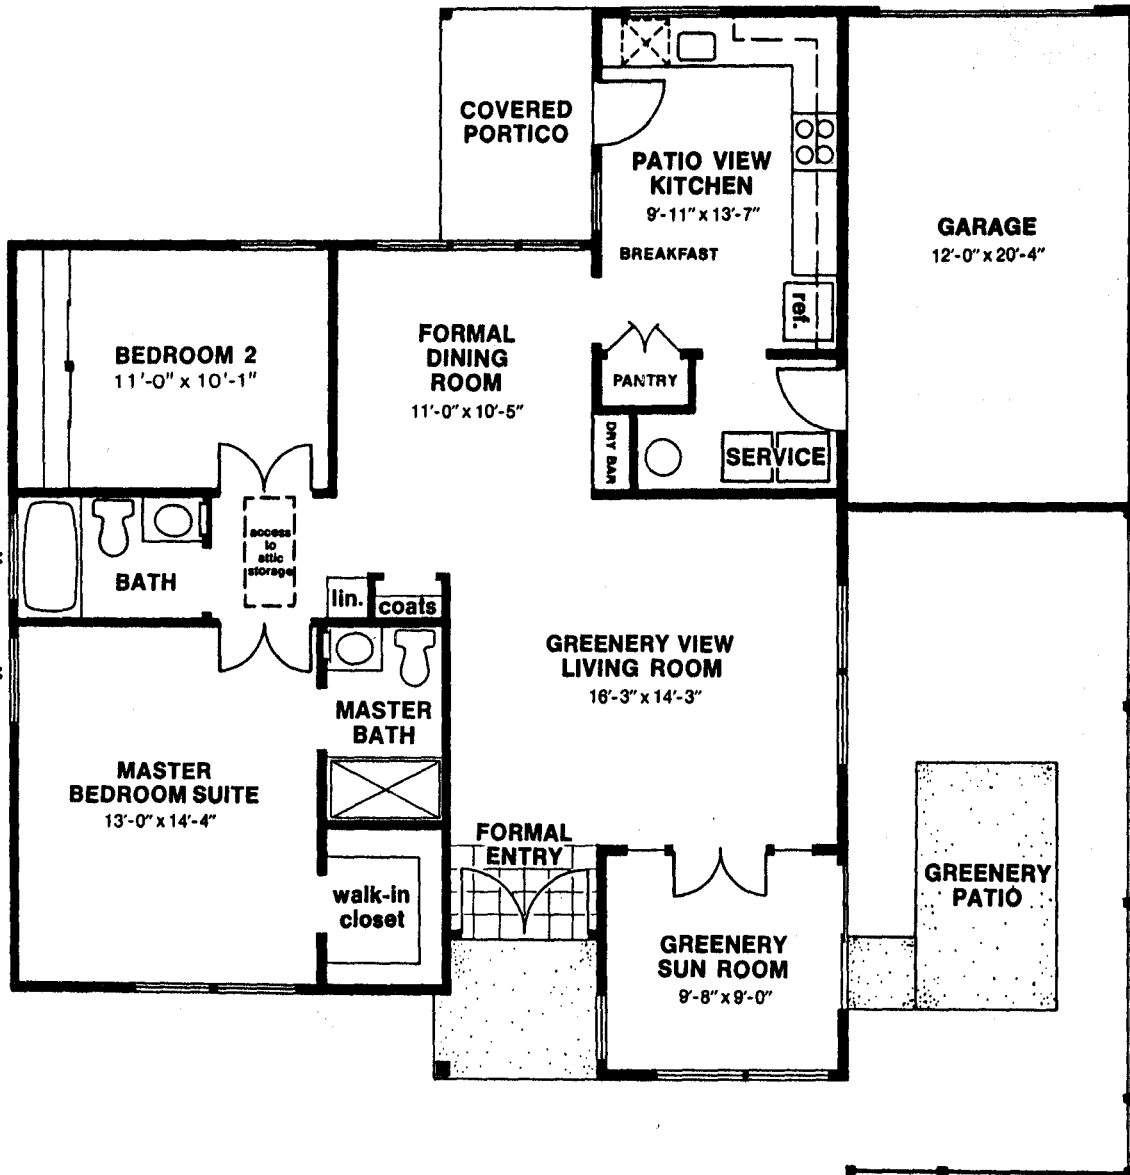 COVERED
PORTICO
PATIO VIEW
KITCHEN
9'-11" x 13'-7"
BREAKFAST
ref.
GARAGE
12'-0" x 20'-4"
BEDROOM 2
11'-0" x 10'-1"
FORMAL
DINING
ROOM
11'-0" x 10'-5"
PANTRY
DRY BAR
SERVICE
BATH
access
to
attic
storage
lin.
coats
GREENERY VIEW
LIVING ROOM
16'-3" x 14'-3"
MASTER
BATH
MASTER
BEDROOM SUITE
13'-0" x 14'-4"
FORMAL
ENTRY
walk-in
closet
GREENERY
PATIO
GREENERY
SUN ROOM
9'-8" x 9'-0"